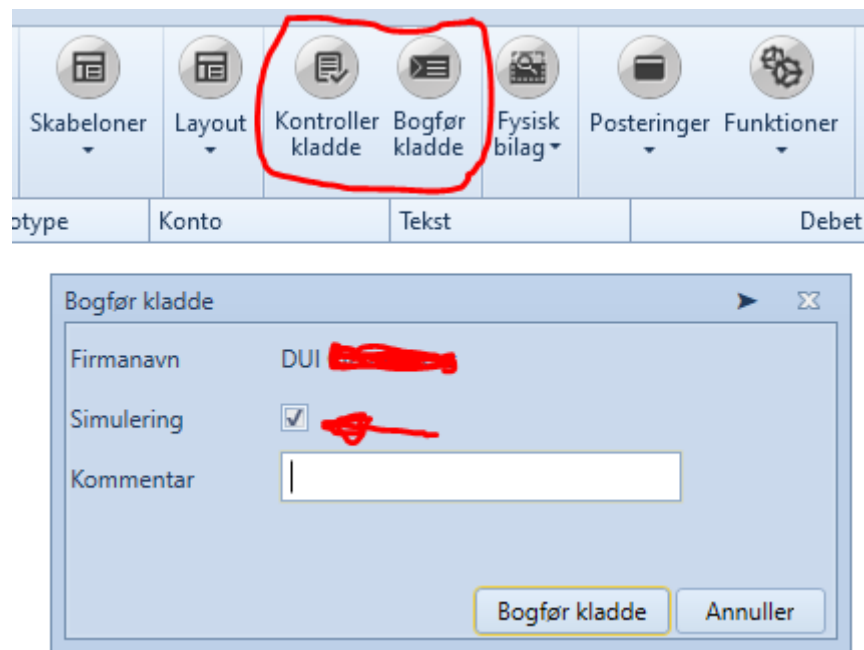 Skabeloner
Layout
Kontroller kladde
Bogfør kladde
Fysisk bilag
Posteringer
Funktioner
otype
Konto
Tekst
Debet
Bogfør kladde
Firmanavn DUI
Simulering
Kommentar
Bogfør kladde
Annuller